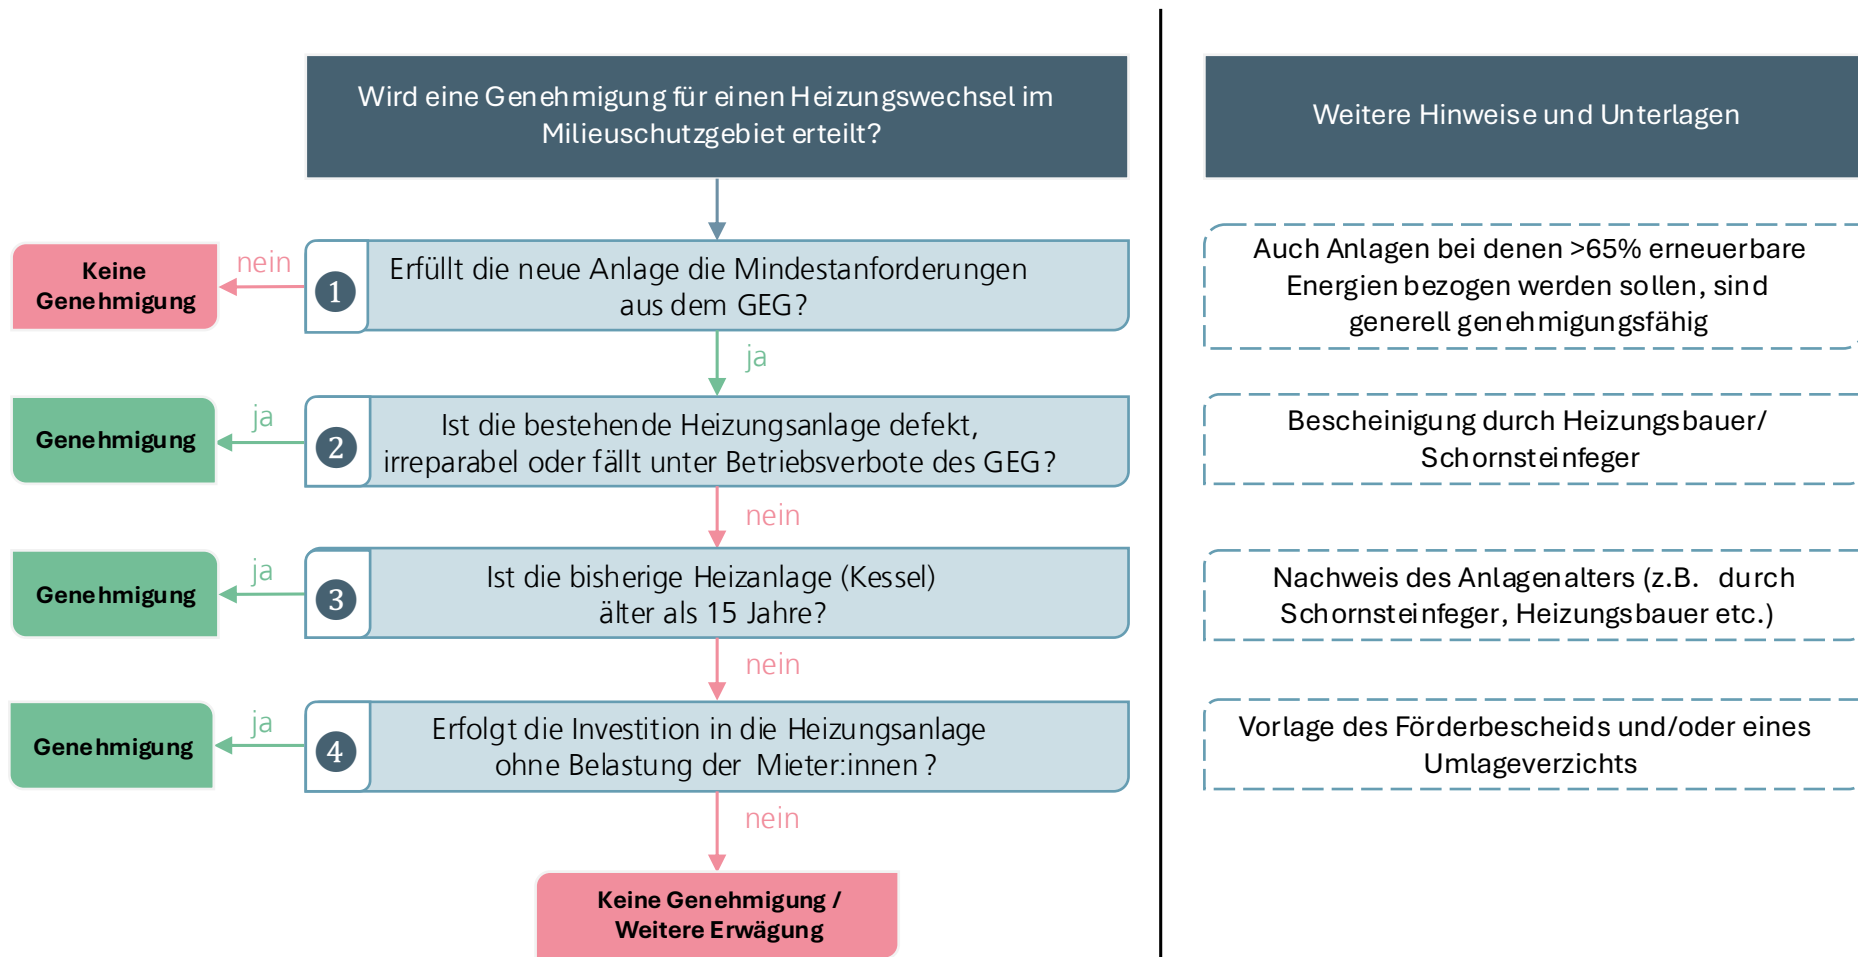 Wird eine Genehmigung für einen Heizungswechsel im
Milieuschutzgebiet erteilt?
Weitere Hinweise und Unterlagen
Keine
Genehmigung
nein
1
Erfüllt die neue Anlage die Mindestanforderungen
aus dem GEG?
Auch Anlagen bei denen >65% erneuerbare
Energien bezogen werden sollen, sind
generell genehmigungsfähig
ja
Genehmigung
ja
2
Ist die bestehende Heizungsanlage defekt,
irreparabel oder fällt unter Betriebsverbote des GEG?
Bescheinigung durch Heizungsbauer/
Schornsteinfeger
nein
Genehmigung
ja
3
Ist die bisherige Heizanlage (Kessel)
älter als 15 Jahre?
Nachweis des Anlagenalters (z.B. durch
Schornsteinfeger, Heizungsbauer etc.)
nein
Genehmigung
ja
4
Erfolgt die Investition in die Heizungsanlage
ohne Belastung der Mieter:innen ?
Vorlage des Förderbescheids und/oder eines
Umlageverzichts
nein
Keine Genehmigung /
Weitere Erwägung